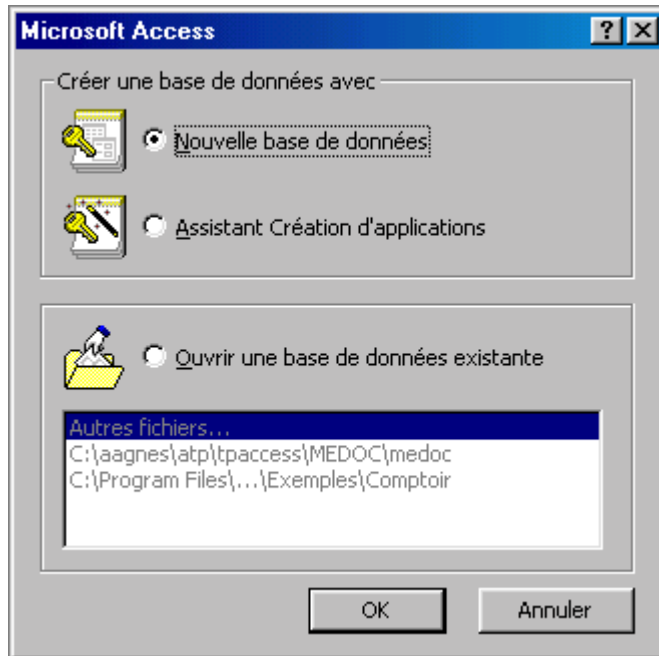 Microsoft Access
Créer une base de données avec
Nouvelle base de données
Assistant Création d'applications
Ouvrir une base de données existante
Autres fichiers...
C:\aagnes\atp\tpaccess\MEDOC\medoc
C:\Program Files\...\Exemples\Comptoir
OK
Annuler